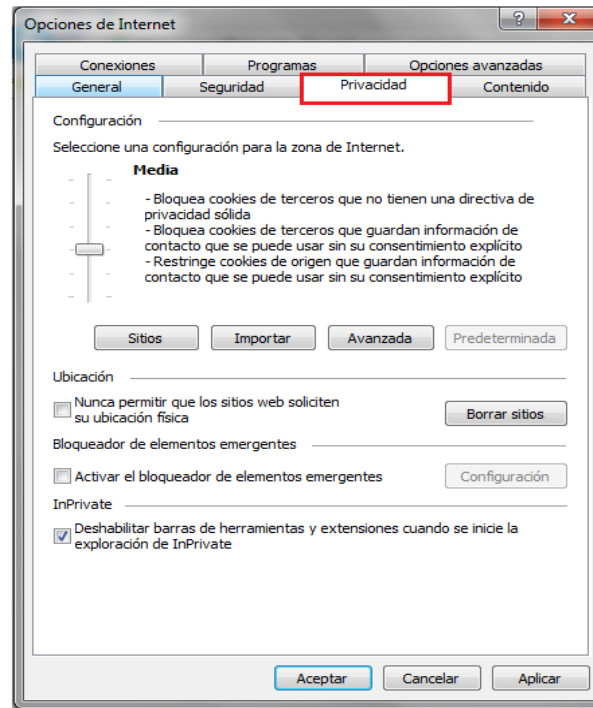 Opciones de Internet
Conexiones Programas Opciones avanzadas
General Seguridad Privacidad Contenido
Configuración
Seleccione una configuración para la zona de Internet.
Media
- Bloquea cookies de terceros que no tienen una directiva de
privacidad sólida
- Bloquea cookies de terceros que guardan información de
contacto que se puede usar sin su consentimiento explícito
- Restringe cookies de origen que guardan información de
contacto que se puede usar sin su consentimiento explícito
Sitios Importar Avanzada Predeterminada
Ubicación
Nunca permitir que los sitios web soliciten
su ubicación física
Borrar sitios
Bloqueador de elementos emergentes
Activar el bloqueador de elementos emergentes Configuración
InPrivate
Deshabilitar barras de herramientas y extensiones cuando se inicie la
exploración de InPrivate
Aceptar Cancelar Aplicar